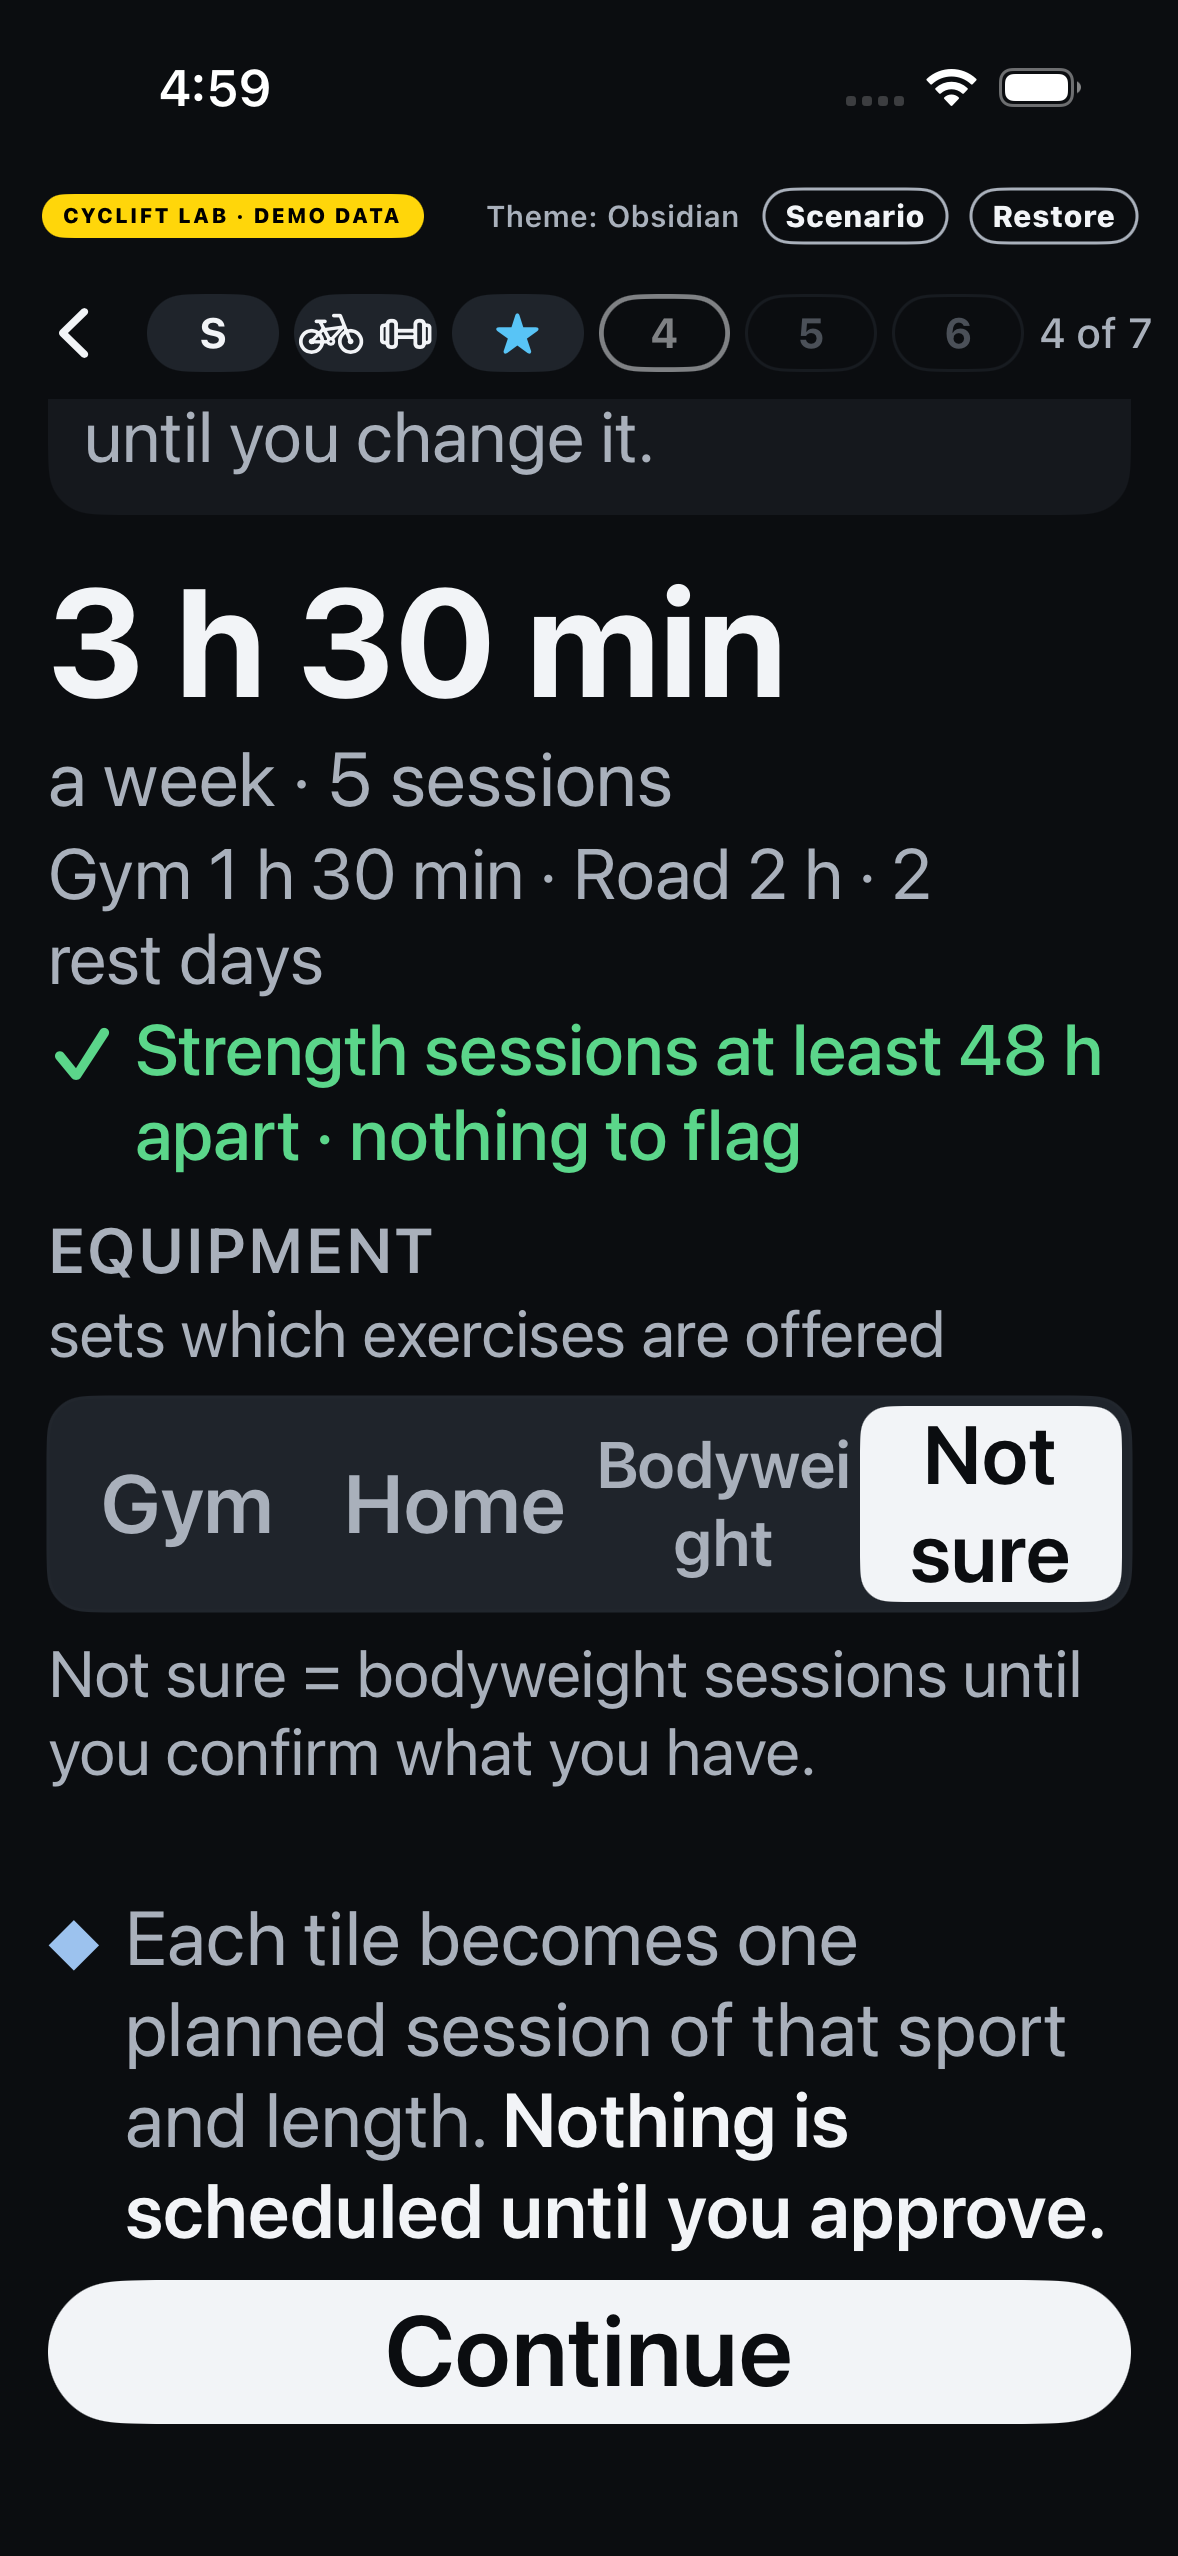 4:59
CYCLIFT LAB · DEMO DATA
Theme: Obsidian
Scenario
Restore
S
4
5
6
4 of 7
until you change it.
3 h 30 min
a week · 5 sessions
Gym 1 h 30 min · Road 2 h · 2
rest days
Strength sessions at least 48 h
apart · nothing to flag
EQUIPMENT
sets which exercises are offered
Gym
Home
Bodywei
ght
Not
sure
Not sure = bodyweight sessions until
you confirm what you have.
Each tile becomes one
planned session of that sport
and length. Nothing is
scheduled until you approve.
Continue